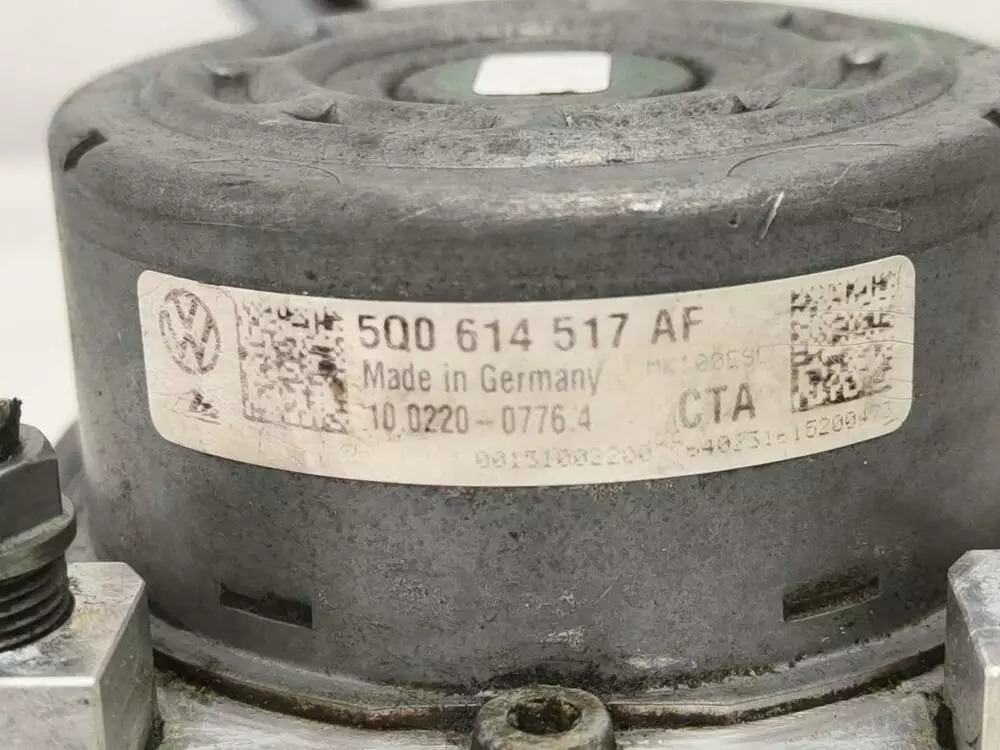 5Q0 614 517 AF
Made in Germany
10.0220-0776.4
CTA